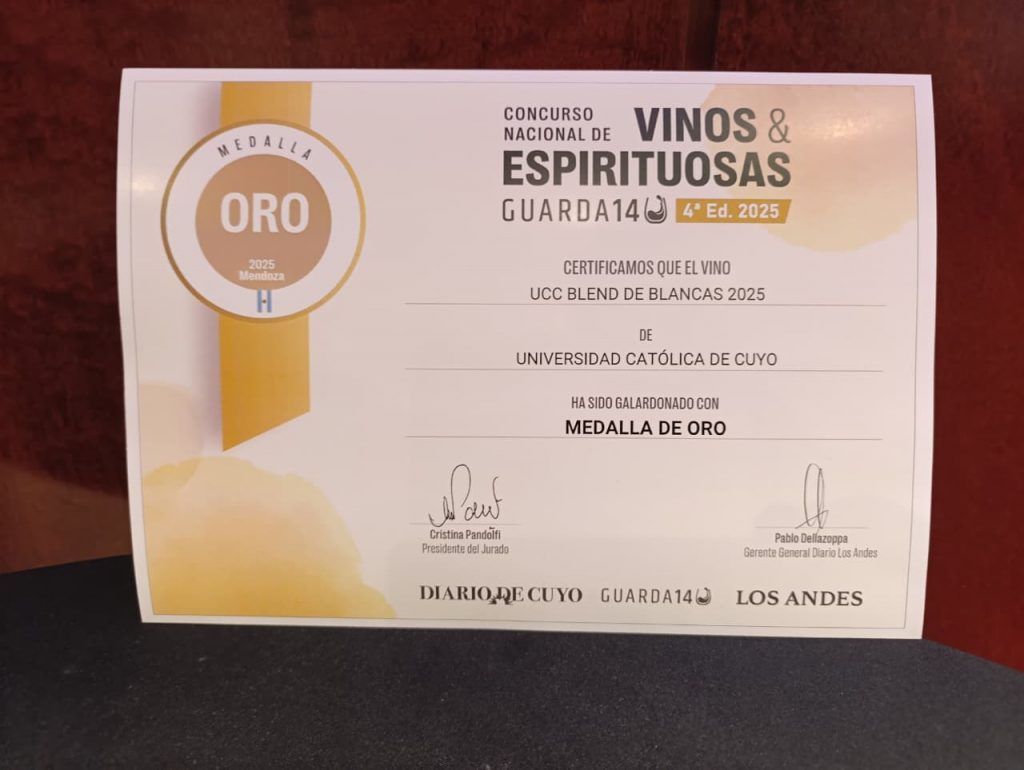 MEDALLA
ORO
2025
Mendoza
CONCURSO
NACIONAL DE VINOS &
ESPIRITUOSAS
GUARDA14 4ª Ed. 2025
CERTIFICAMOS QUE EL VINO
UCC BLEND DE BLANCAS 2025
DE
UNIVERSIDAD CATÓLICA DE CUYO
HA SIDO GALARDONADO CON
MEDALLA DE ORO
Cristina Pandolfi
Presidente del Jurado
Pablo Dellazoppa
Gerente General Diario Los Andes
DIARIO DE CUYO GUARDA14 LOS ANDES